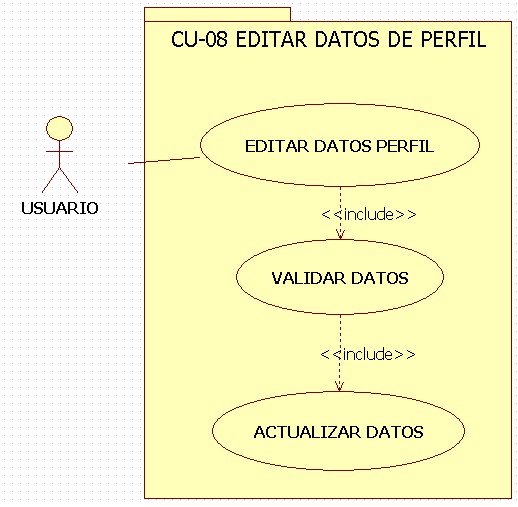 CU-08 EDITAR DATOS DE PERFIL
EDITAR DATOS PERFIL
USUARIO
<<include>>
VALIDAR DATOS
<<include>>
ACTUALIZAR DATOS